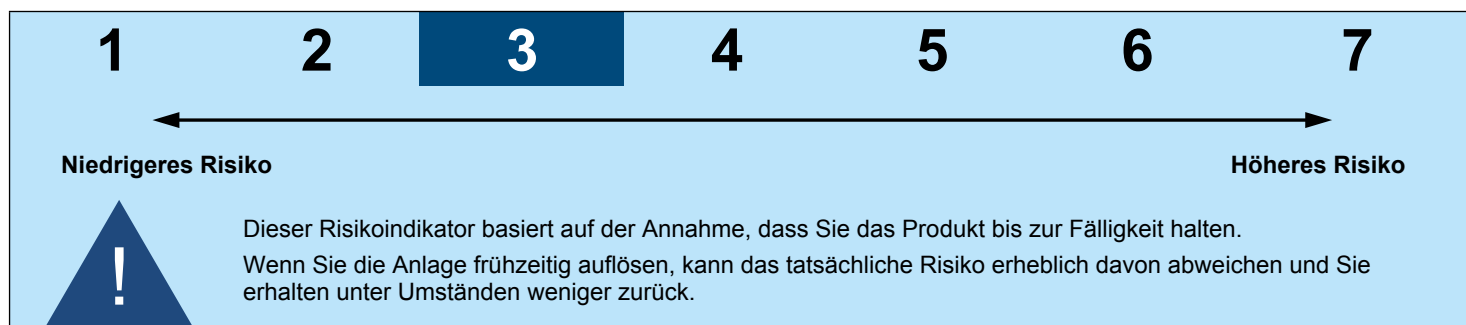 1 2 3 4 5 6 7
Niedrigeres Risiko Höheres Risiko
!
Dieser Risikoindikator basiert auf der Annahme, dass Sie das Produkt bis zur Fälligkeit halten.
Wenn Sie die Anlage frühzeitig auflösen, kann das tatsächliche Risiko erheblich davon abweichen und Sie
erhalten unter Umständen weniger zurück.